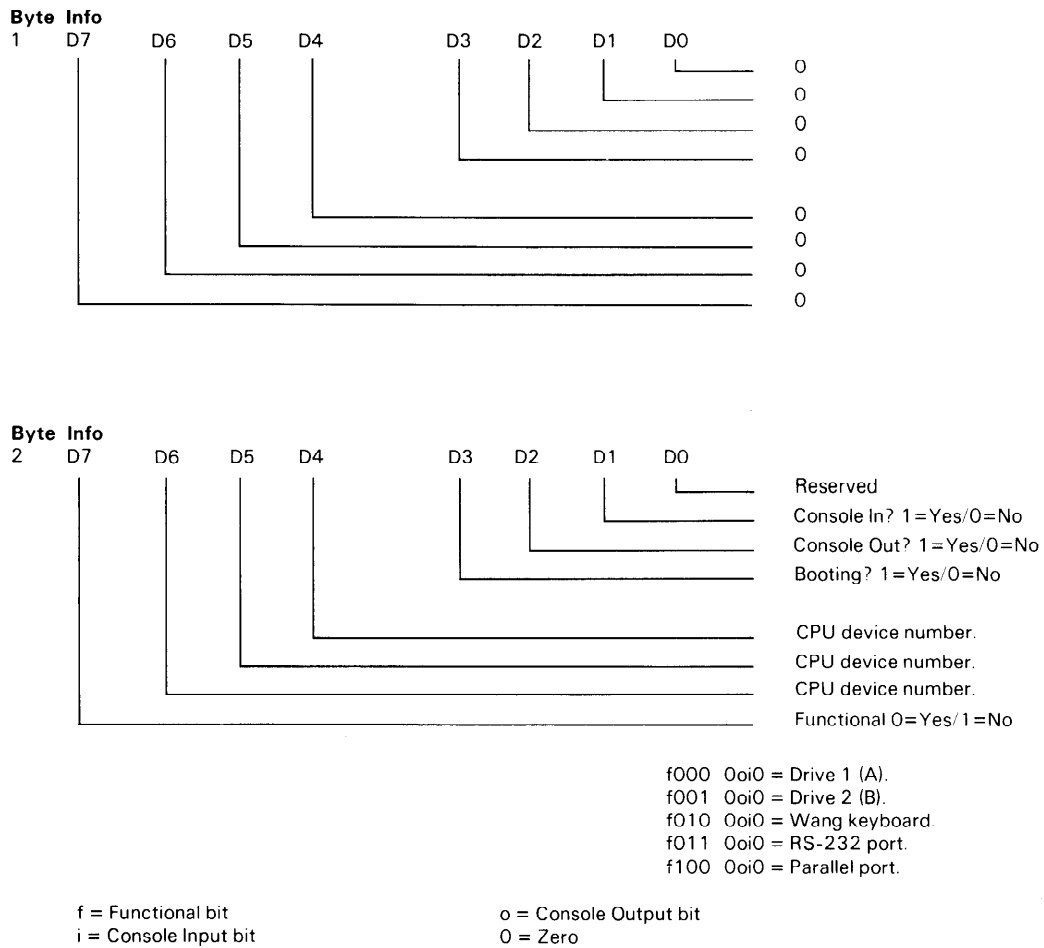 Byte Info
1 D7 D6 D5 D4 D3 D2 D1 D0
0
0
0
0
0
0
0
0
Byte Info
2 D7 D6 D5 D4 D3 D2 D1 D0
Reserved
Console In? 1=Yes/0=No
Console Out? 1=Yes/0=No
Booting? 1=Yes/0=No
CPU device number.
CPU device number.
CPU device number.
Functional 0=Yes/1=No
f000 0oi0 = Drive 1 (A).
f001 0oi0 = Drive 2 (B).
f010 0oi0 = Wang keyboard.
f011 0oi0 = RS-232 port.
f100 0oi0 = Parallel port.
f = Functional bit o = Console Output bit
i = Console Input bit 0 = Zero